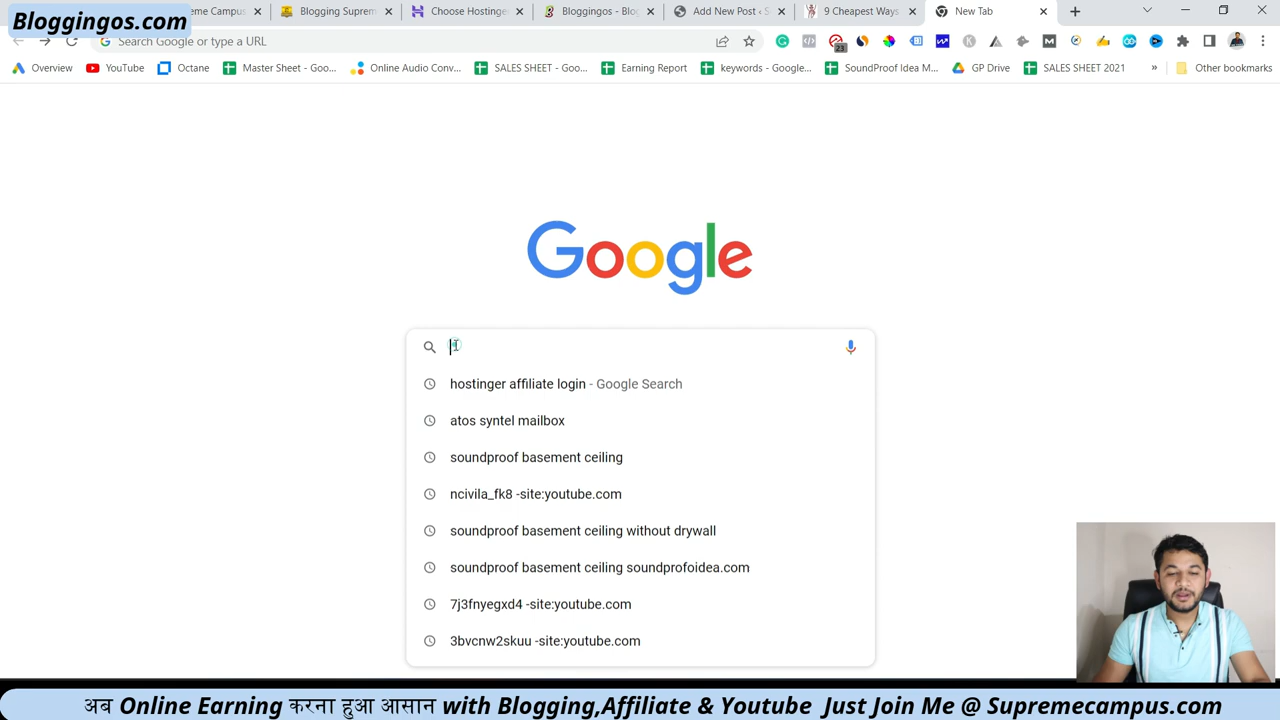 Bloggingos.com
eme Campus
Blogging Suprem
Choose Hostinge
Bloggingos - Blog
Add New Post ‹ S
9 Cheapest Ways
New Tab
Search Google or type a URL
23
Overview
YouTube
Octane
Master Sheet - Goo...
Online Audio Conv...
SALES SHEET - Goo...
Earning Report
keywords - Google...
SoundProof Idea M...
GP Drive
SALES SHEET 2021
»
Other bookmarks
Google
hostinger affiliate login - Google Search
atos syntel mailbox
soundproof basement ceiling
ncivila_fk8 -site:youtube.com
soundproof basement ceiling without drywall
soundproof basement ceiling soundprofoidea.com
7j3fnyegxd4 -site:youtube.com
3bvcnw2skuu -site:youtube.com
अब Online Earning करना हुआ आसान with Blogging,Affiliate & Youtube Just Join Me @ Supremecampus.com